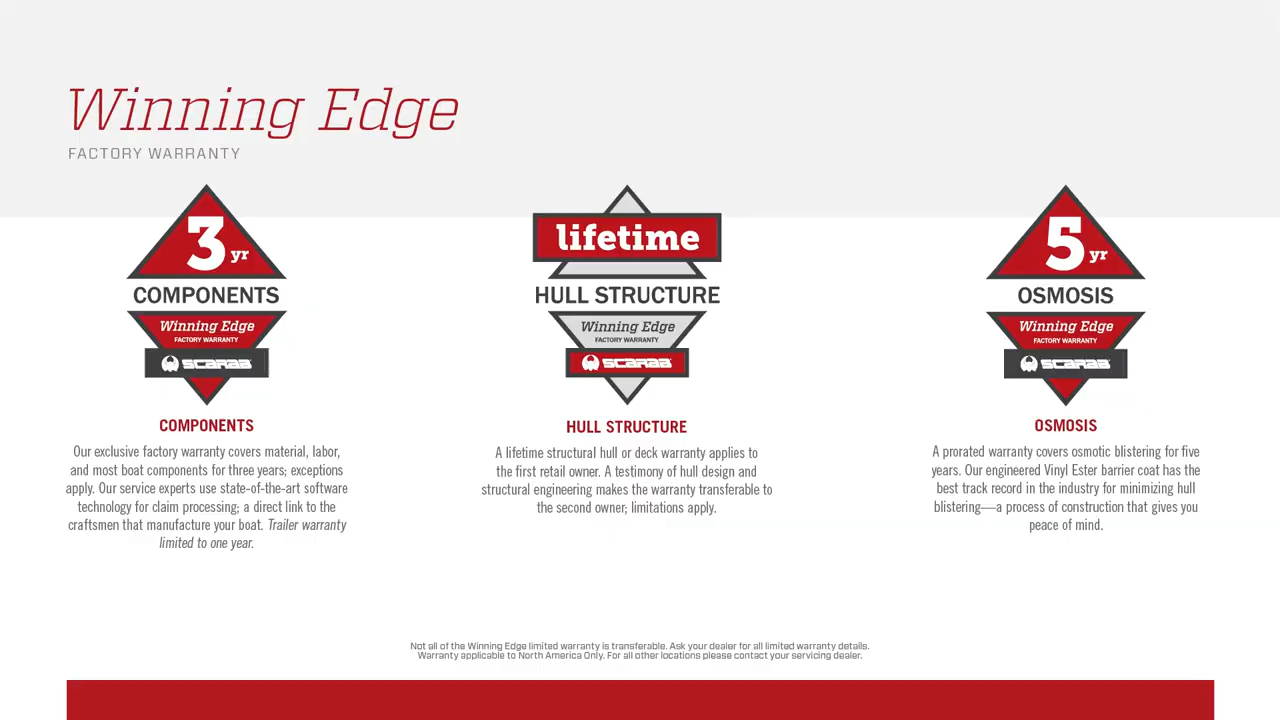 Winning Edge
FACTORY WARRANTY
3 yr
COMPONENTS
Winning Edge
FACTORY WARRANTY
SCARAB
COMPONENTS
Our exclusive factory warranty covers material, labor,
and most boat components for three years; exceptions
apply. Our service experts use state-of-the-art software
technology for claim processing; a direct link to the
craftsmen that manufacture your boat. Trailer warranty
limited to one year.
lifetime
HULL STRUCTURE
Winning Edge
FACTORY WARRANTY
SCARAB
HULL STRUCTURE
A lifetime structural hull or deck warranty applies to
the first retail owner. A testimony of hull design and
structural engineering makes the warranty transferable to
the second owner; limitations apply.
5 yr
OSMOSIS
Winning Edge
FACTORY WARRANTY
SCARAB
OSMOSIS
A prorated warranty covers osmotic blistering for five
years. Our engineered Vinyl Ester barrier coat has the
best track record in the industry for minimizing hull
blistering—a process of construction that gives you
peace of mind.
Not all of the Winning Edge limited warranty is transferable. Ask your dealer for all limited warranty details.
Warranty applicable to North America Only. For all other locations please contact your servicing dealer.